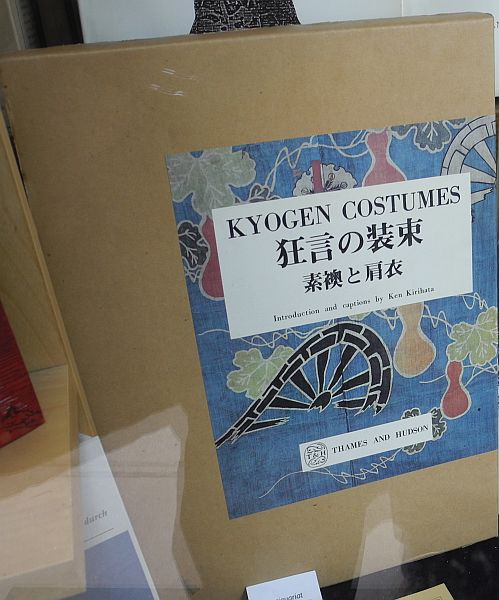 KYOGEN COSTUMES
狂言の装束
素襖と肩衣
Introduction and captions by Ken Kirihata
T&H
THAMES AND HUDSON
durch